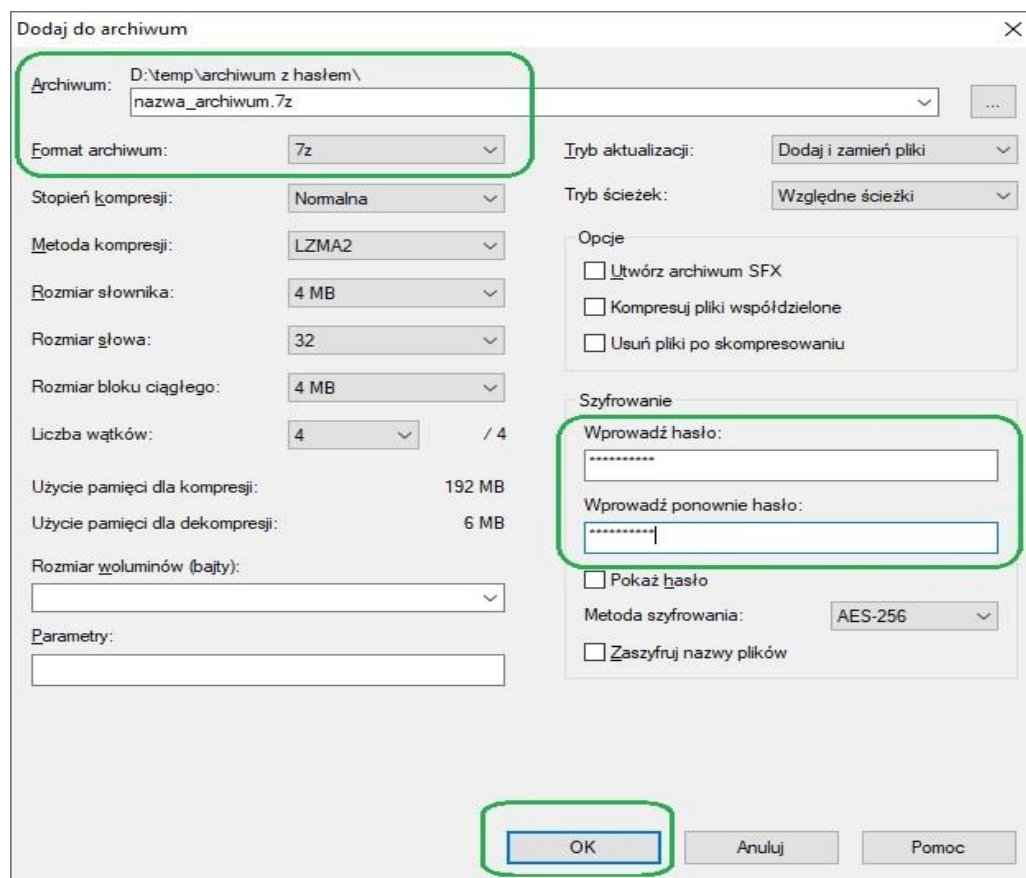 Dodaj do archiwum
Archiwum: D:\temp\archiwum z hasłem\
nazwa_archiwum.7z
...
Format archiwum: 7z
Stopień kompresji: Normalna
Metoda kompresji: LZMA2
Rozmiar słownika: 4 MB
Rozmiar słowa: 32
Rozmiar bloku ciągłego: 4 MB
Liczba wątków: 4 / 4
Użycie pamięci dla kompresji: 192 MB
Użycie pamięci dla dekompresji: 6 MB
Rozmiar woluminów (bajty):
Parametry:
Tryb aktualizacji: Dodaj i zamień pliki
Tryb ścieżek: Względne ścieżki
Opcje
Utwórz archiwum SFX
Kompresuj pliki współdzielone
Usuń pliki po skompresowaniu
Szyfrowanie
Wprowadź hasło:
**********
Wprowadź ponownie hasło:
**********
Pokaż hasło
Metoda szyfrowania: AES-256
Zaszyfruj nazwy plików
OK Anuluj Pomoc